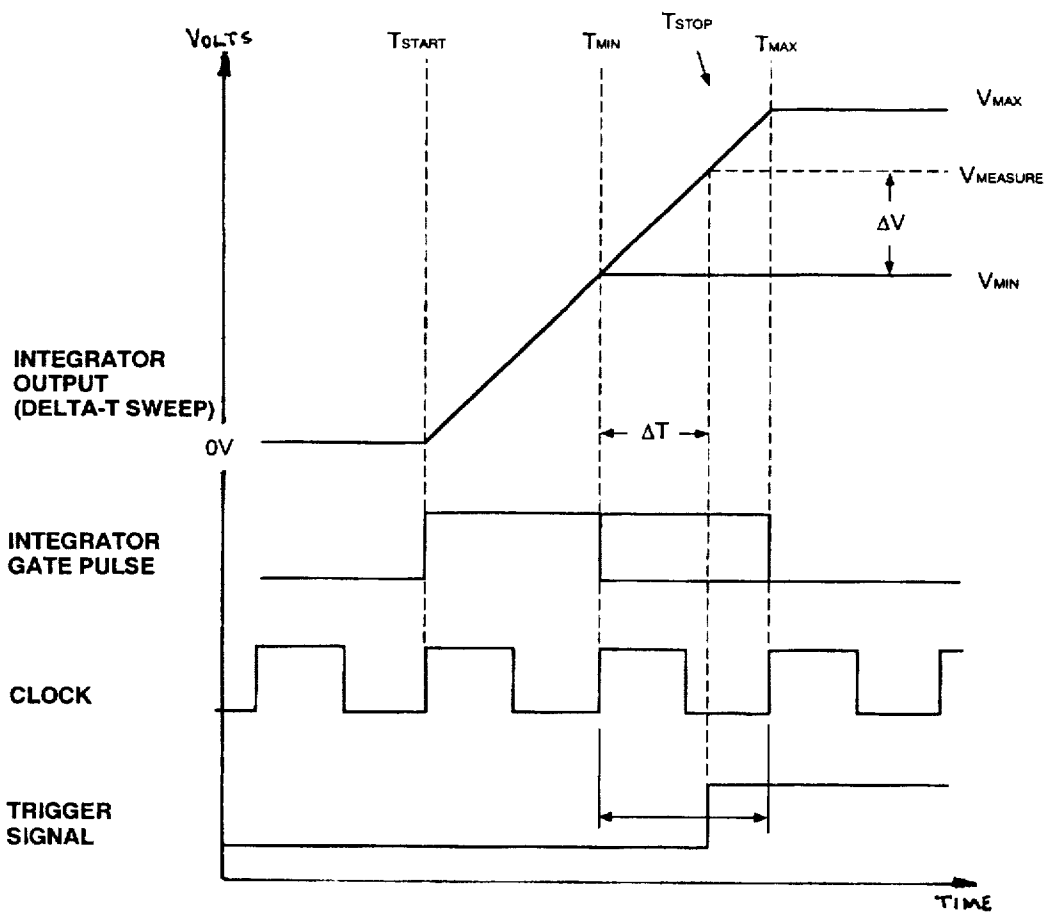 VOLTS
TSTART
TMIN
TSTOP
TMAX
VMAX
VMEASURE
ΔV
VMIN
INTEGRATOR
OUTPUT
(DELTA-T SWEEP)
0V
ΔT
INTEGRATOR
GATE PULSE
CLOCK
TRIGGER
SIGNAL
TIME